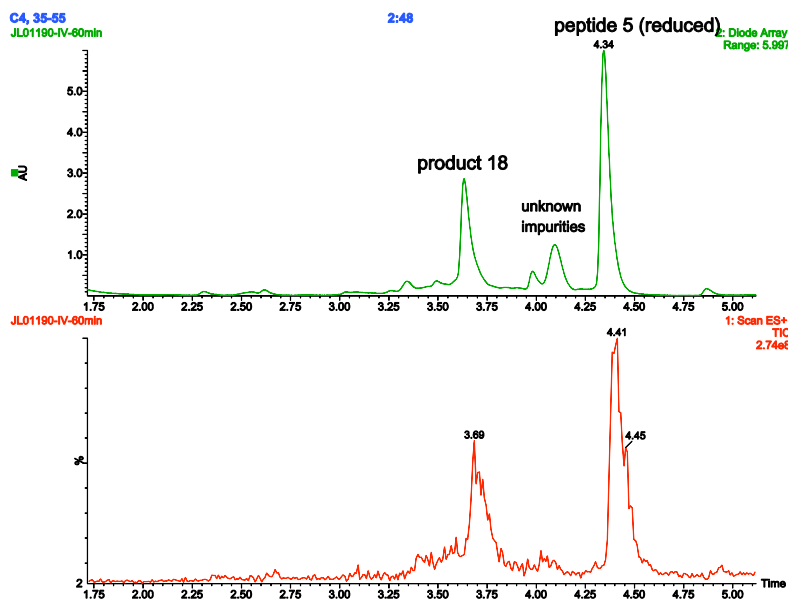 C4, 35-55
2:48
JL01190-IV-60min
peptide 5 (reduced)
2: Diode Array
Range: 5.997
4.34
5.0
4.0
3.0
2.0
1.0
AU
product 18
unknown
impurities
1.75 2.00 2.25 2.50 2.75 3.00 3.25 3.50 3.75 4.00 4.25 4.50 4.75 5.00
JL01190-IV-60min
1: Scan ES+
TIC
2.74e8
4.41
4.45
3.69
%
2
1.75 2.00 2.25 2.50 2.75 3.00 3.25 3.50 3.75 4.00 4.25 4.50 4.75 5.00
Time